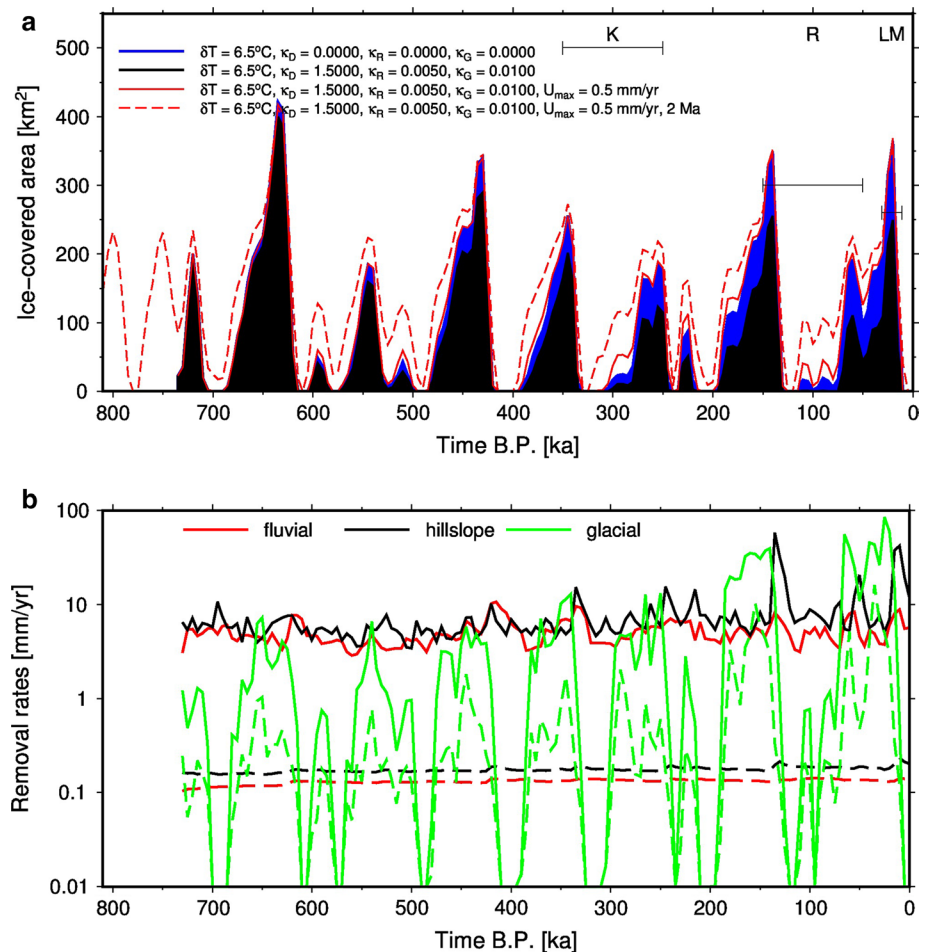 a
K
R
LM
δT = 6.5ºC, κD = 0.0000, κR = 0.0000, κG = 0.0000
δT = 6.5ºC, κD = 1.5000, κR = 0.0050, κG = 0.0100
δT = 6.5ºC, κD = 1.5000, κR = 0.0050, κG = 0.0100, Umax = 0.5 mm/yr
δT = 6.5ºC, κD = 1.5000, κR = 0.0050, κG = 0.0100, Umax = 0.5 mm/yr, 2 Ma
500
400
300
200
100
0
Ice−covered area [km²]
800 700 600 500 400 300 200 100 0
Time B.P. [ka]
b
fluvial hillslope glacial
100
10
1
0.1
0.01
Removal rates [mm/yr]
800 700 600 500 400 300 200 100 0
Time B.P. [ka]